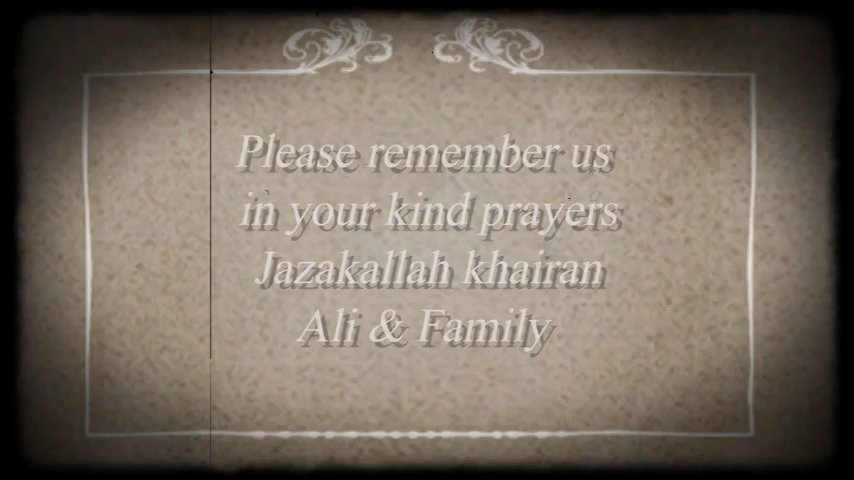 Please remember us
in your kind prayers
Jazakallah khairan
Ali & Family